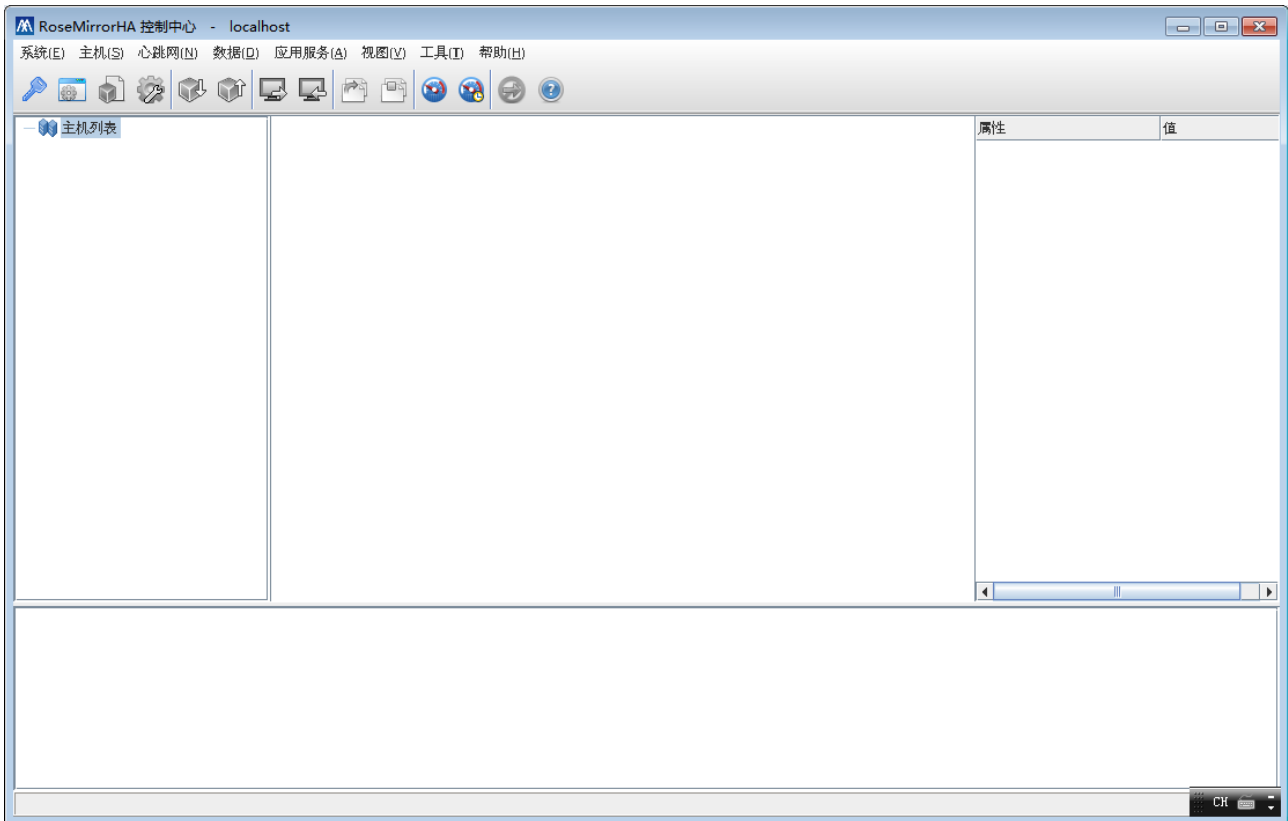 RoseMirrorHA 控制中心 - localhost
系统(E) 主机(S) 心跳网(N) 数据(D) 应用服务(A) 视图(V) 工具(T) 帮助(H)
主机列表
属性 值
CH